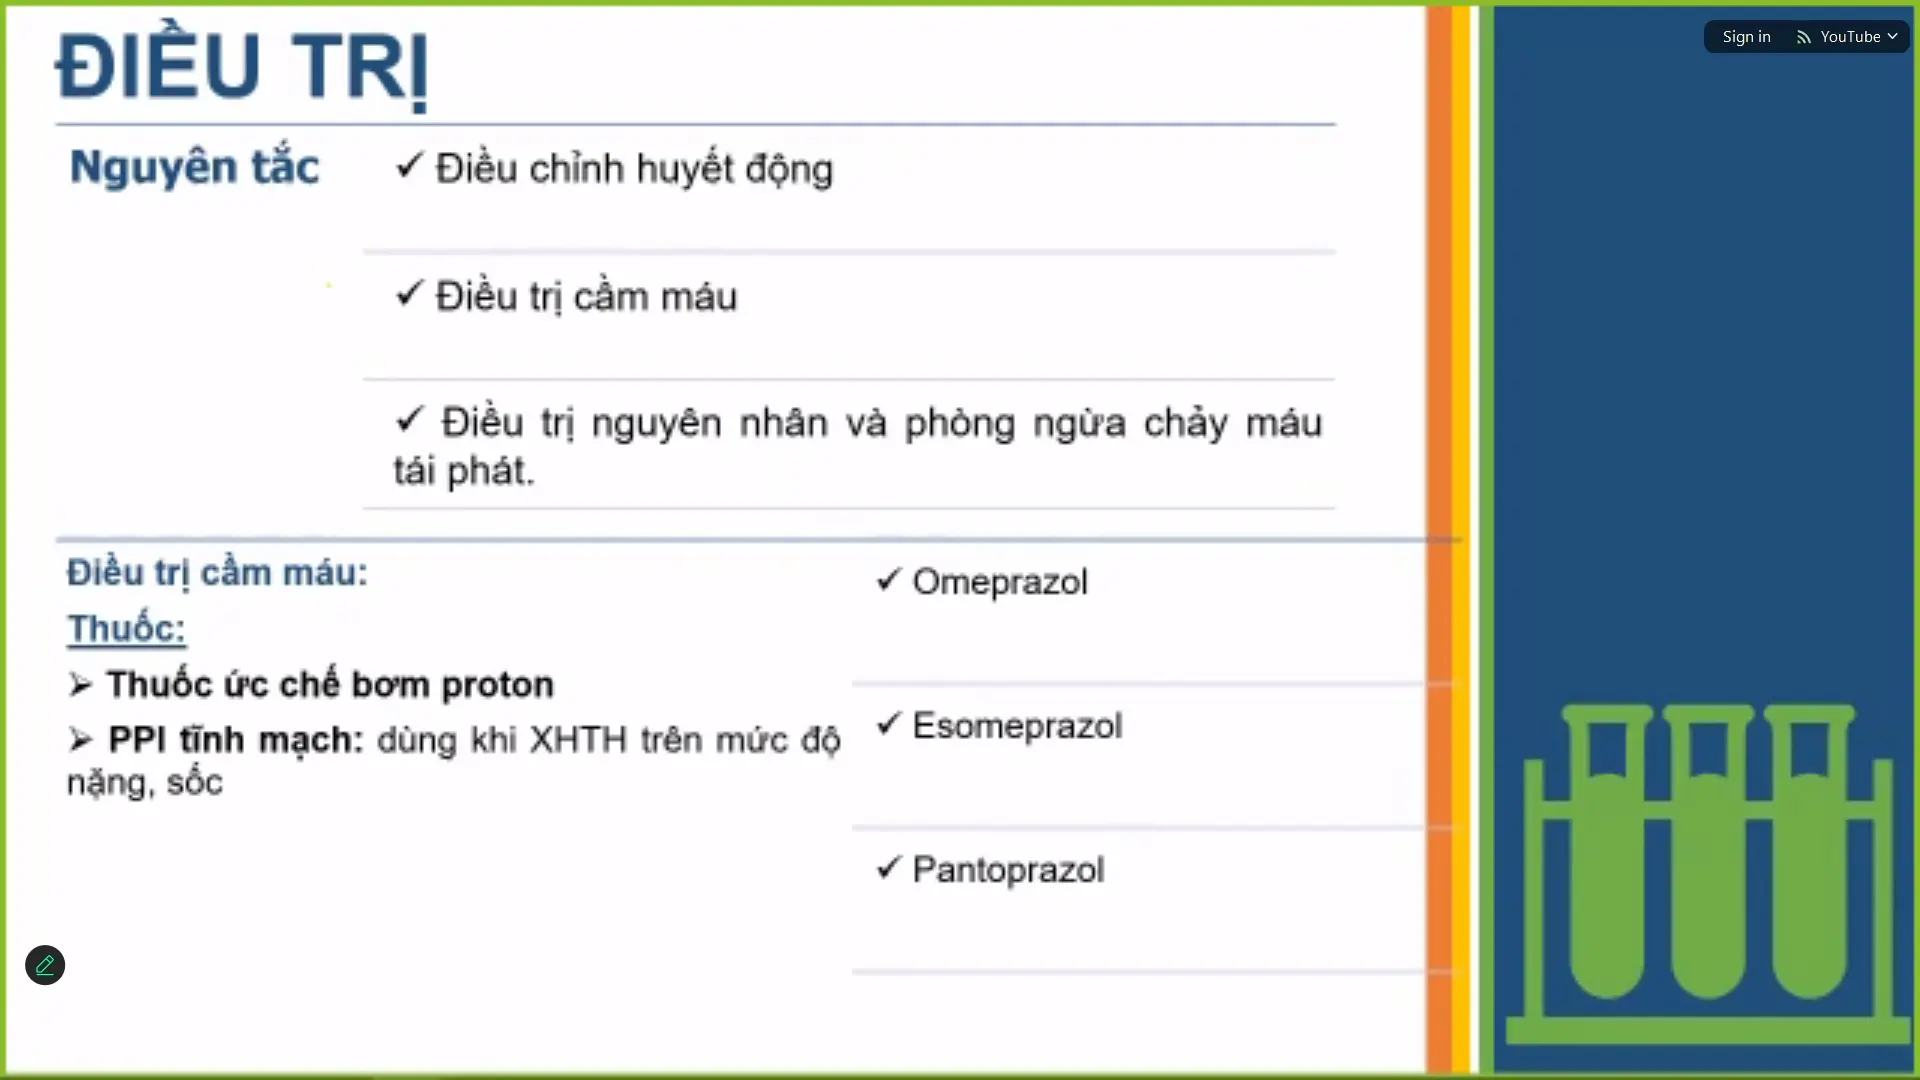 ĐIỀU TRỊ
Sign in
YouTube
Nguyên tắc
✓ Điều chỉnh huyết động
✓ Điều trị cầm máu
✓ Điều trị nguyên nhân và phòng ngừa chảy máu
tái phát.
Điều trị cầm máu:
Thuốc:
➢ Thuốc ức chế bơm proton
➢ PPI tĩnh mạch: dùng khi XHTH trên mức độ
nặng, sốc
✓ Omeprazol
✓ Esomeprazol
✓ Pantoprazol